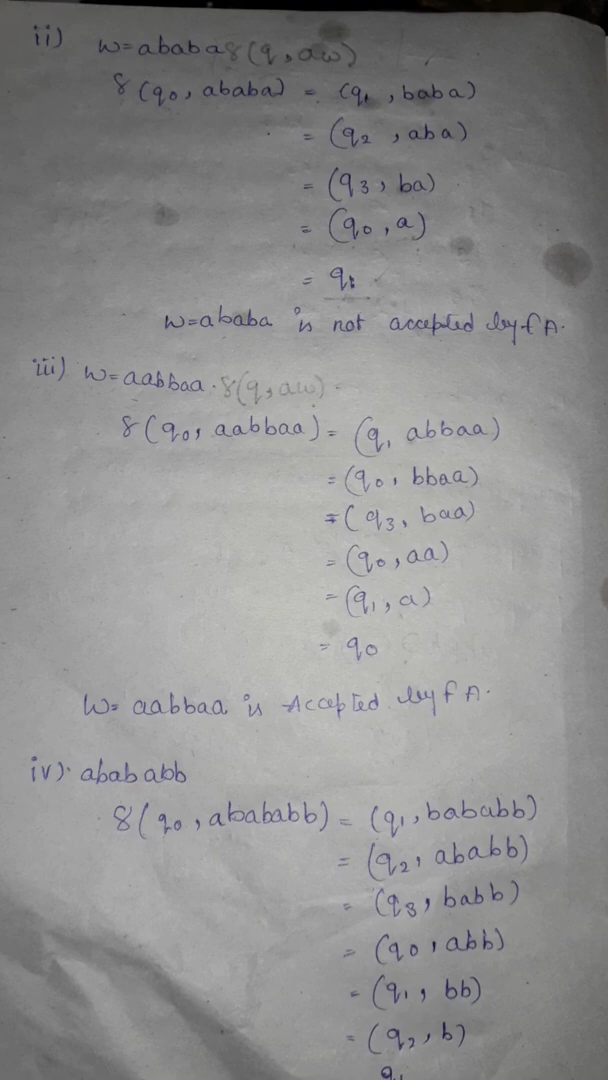 ii) w=ababa δ(q, aw)
δ(q0, ababa) = (q1, baba)
= (q2, aba)
= (q3, ba)
= (q0, a)
= q1
w=ababa is not accepted by fA.
iii) w=aabbaa. δ(q, aw).
δ(q0, aabbaa) = (q1 abbaa)
= (q0, bbaa)
= (q3, baa)
= (q0, aa)
= (q1, a)
= q0
W= aabbaa is Accepted by fA.
iv). abab abb
δ(q0, abababb) = (q1, bababb)
= (q2, ababb)
= (q3, babb)
= (q0, abb)
= (q1, bb)
= (q2, b)